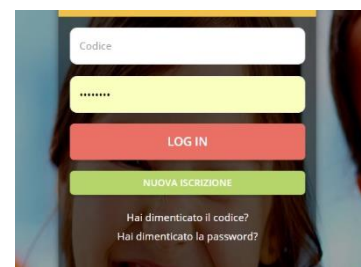 Codice
••••••••
LOG IN
NUOVA ISCRIZIONE
Hai dimenticato il codice?
Hai dimenticato la password?